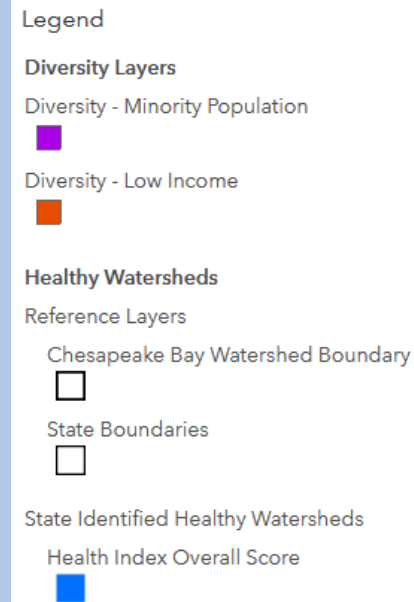 Legend
Diversity Layers
Diversity - Minority Population
Diversity - Low Income
Healthy Watersheds
Reference Layers
Chesapeake Bay Watershed Boundary
State Boundaries
State Identified Healthy Watersheds
Health Index Overall Score